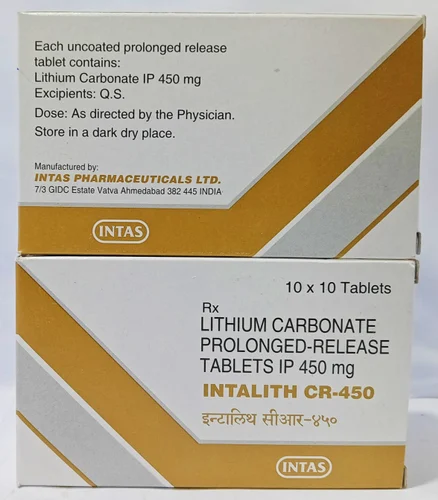 Each uncoated prolonged release
tablet contains:
Lithium Carbonate IP 450 mg
Excipients: Q.S.
Dose: As directed by the Physician.
Store in a dark dry place.
Manufactured by:
INTAS PHARMACEUTICALS LTD.
7/3 GIDC Estate Vatva Ahmedabad 382 445 INDIA
INTAS
10 x 10 Tablets
Rx
LITHIUM CARBONATE
PROLONGED-RELEASE
TABLETS IP 450 mg
INTALITH CR-450
इन्टालिथ सीआर-४५०
INTAS